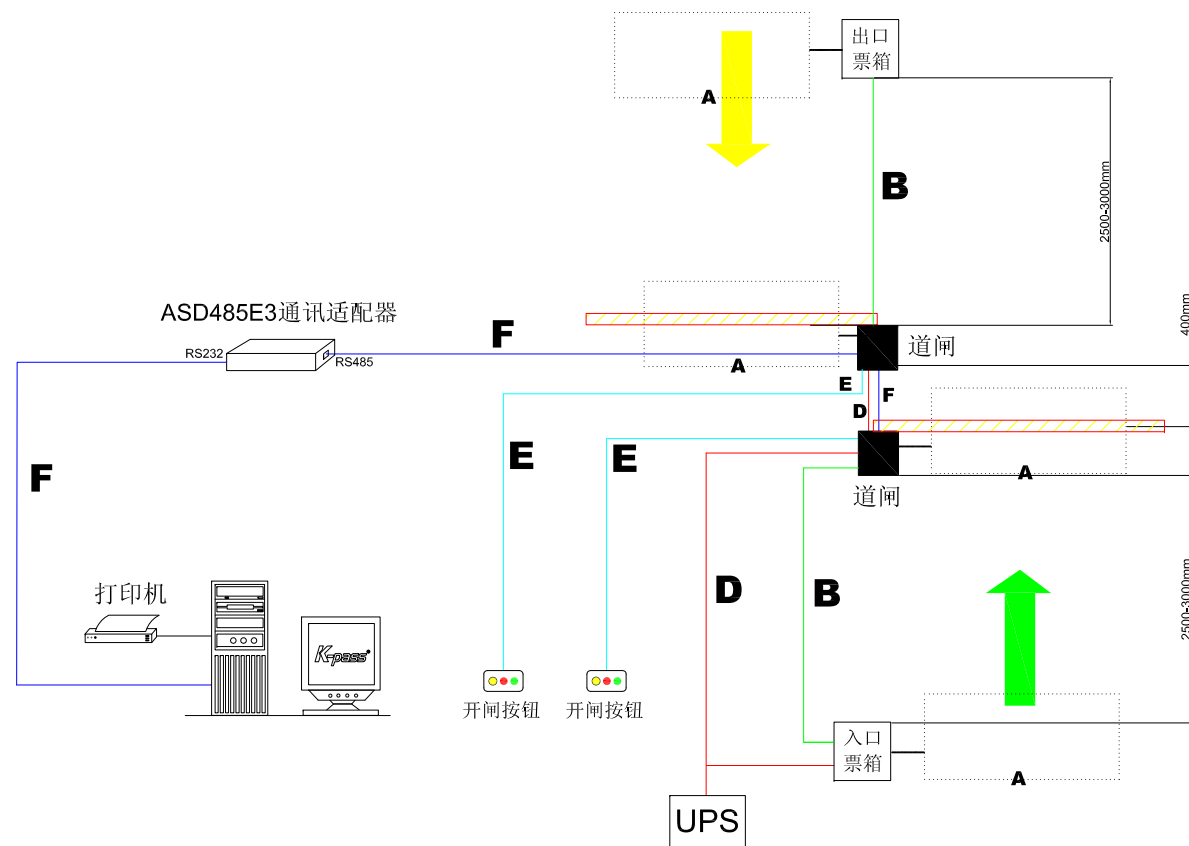 出口
票箱
A
B
2500-3000mm
ASD485E3通讯适配器
RS232
RS485
F
A
道闸
400mm
E
F
D
A
道闸
E
E
F
D
B
2500-3000mm
打印机
K-pass
开闸按钮
开闸按钮
入口
票箱
A
UPS